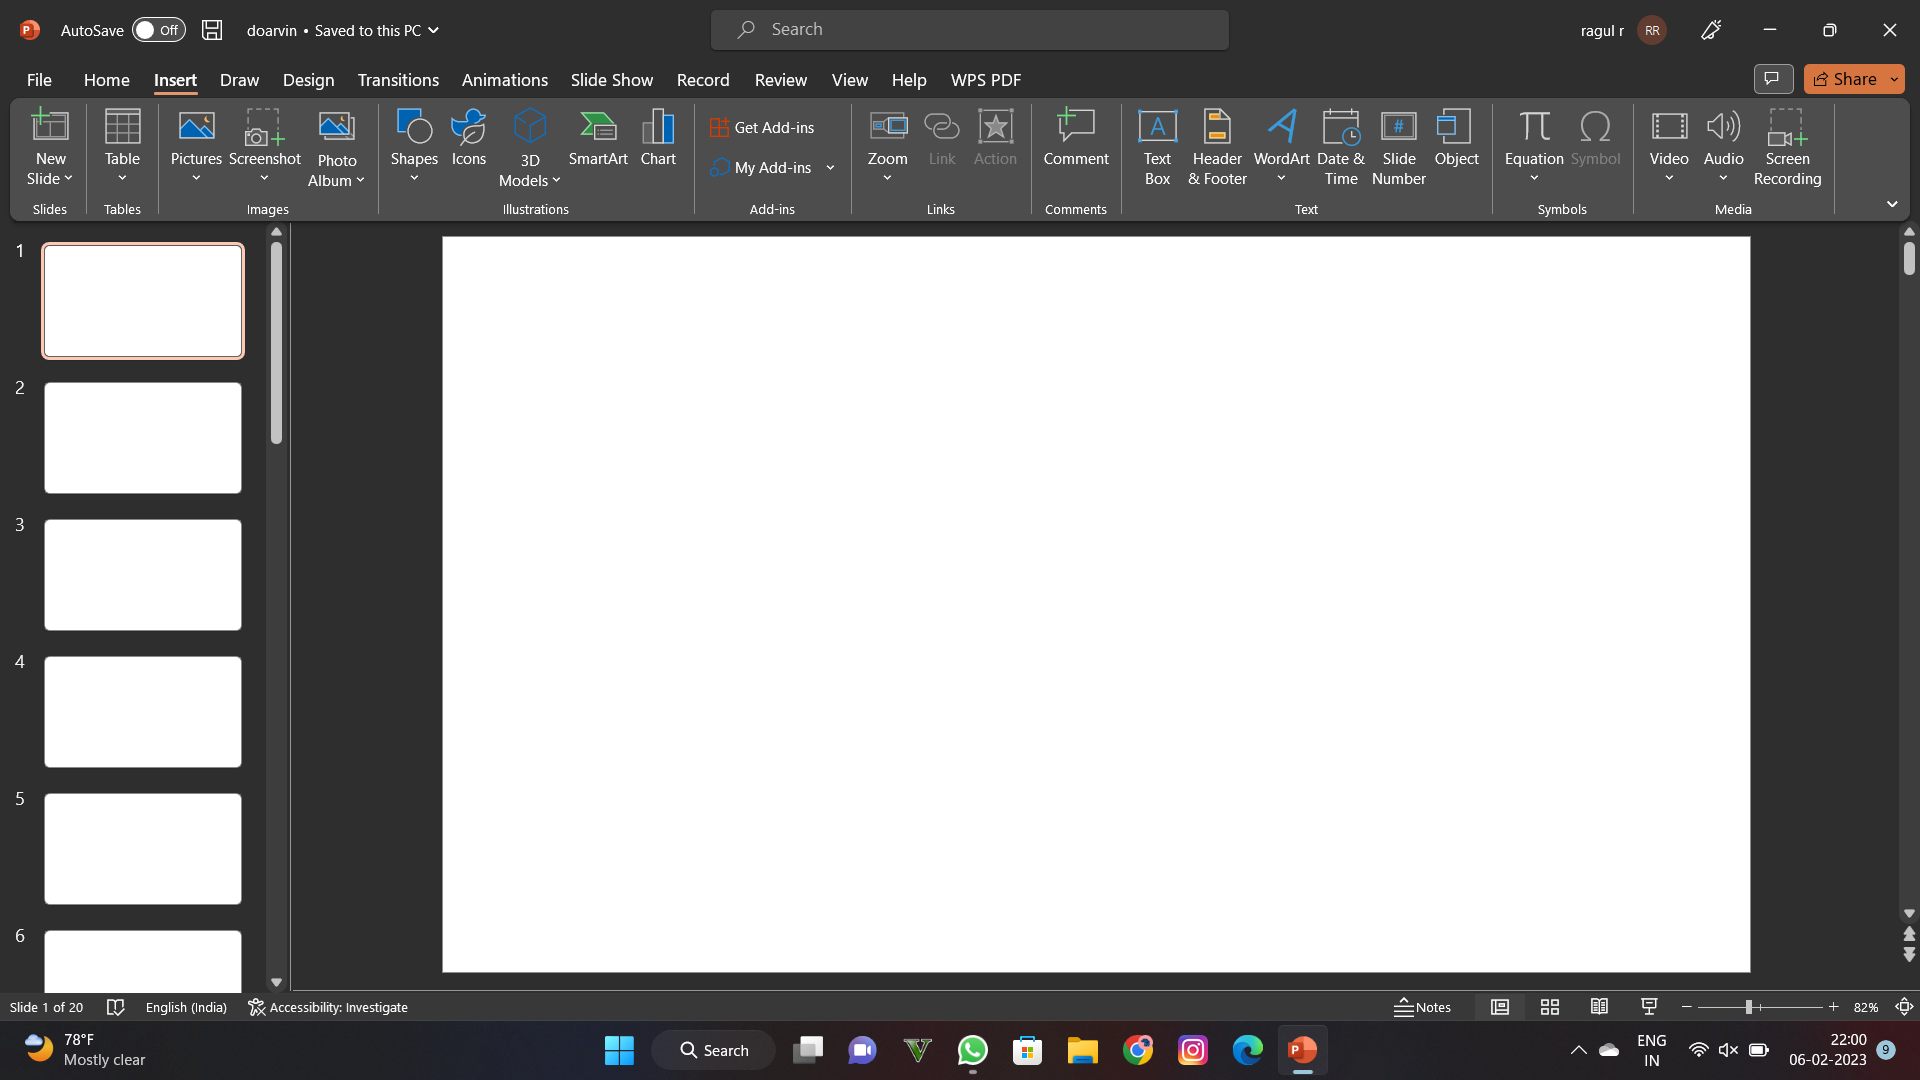 AutoSave Off doarvin • Saved to this PC Search ragul r RR
File Home Insert Draw Design Transitions Animations Slide Show Record Review View Help WPS PDF Share
New Slide Table Pictures Screenshot Photo Album Shapes Icons 3D Models SmartArt Chart Get Add-ins My Add-ins Zoom Link Action Comment Text Box Header & Footer WordArt Date & Time Slide Number Object Equation Symbol Video Audio Screen Recording
Slides Tables Images Illustrations Add-ins Links Comments Text Symbols Media
1
2
3
4
5
6
Slide 1 of 20 English (India) Accessibility: Investigate Notes 82%
78°F Search ENG 22:00
Mostly clear IN 06-02-2023 9